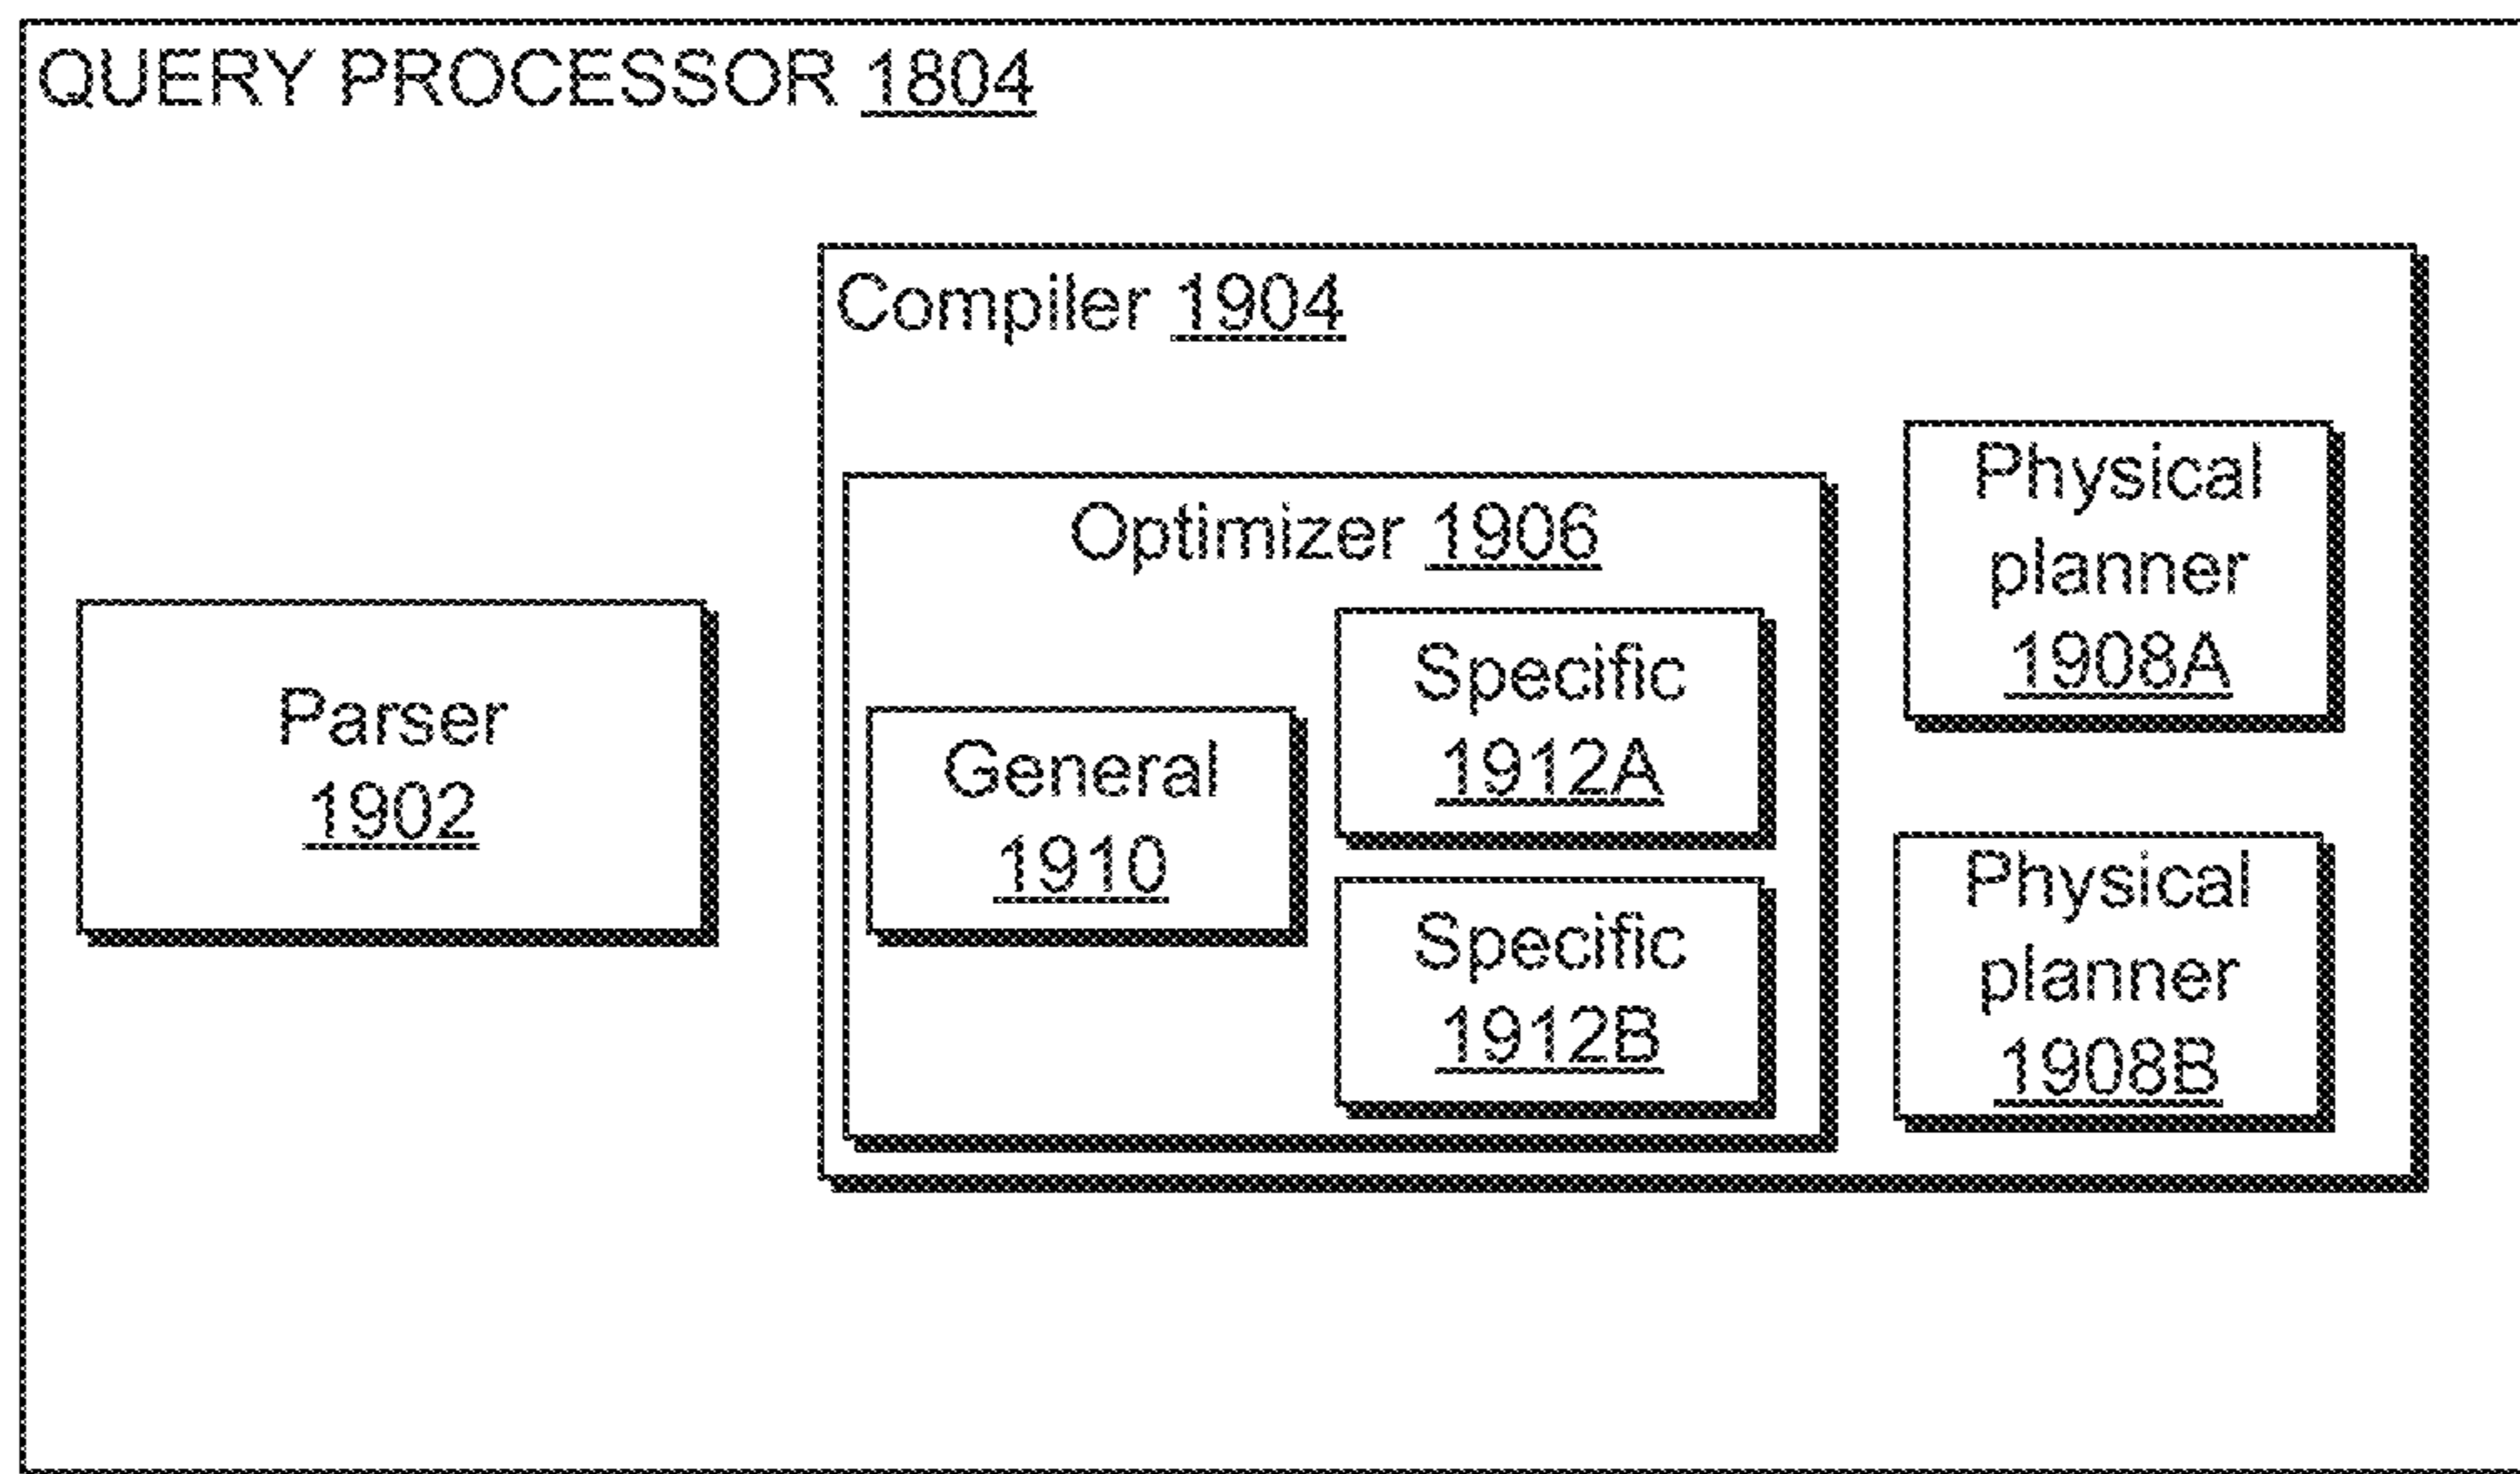 QUERY PROCESSOR 1804
Compiler 1904
Optimizer 1906
Parser
1902
General
1910
Specific
1912A
Specific
1912B
Physical
planner
1908A
Physical
planner
1908B